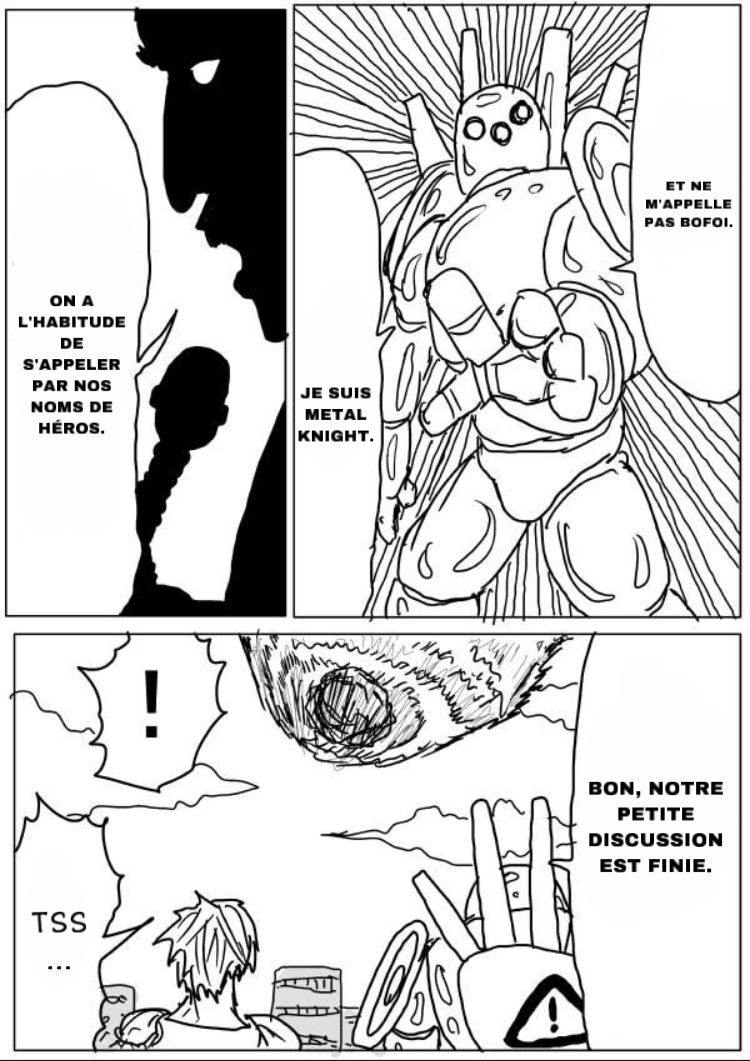 ET NE
M'APPELLE
PAS BOFOI.
JE SUIS
METAL
KNIGHT.
ON A
L'HABITUDE
DE
S'APPELER
PAR NOS
NOMS DE
HÉROS.
BON, NOTRE
PETITE
DISCUSSION
EST FINIE.
!
!
TSS
...